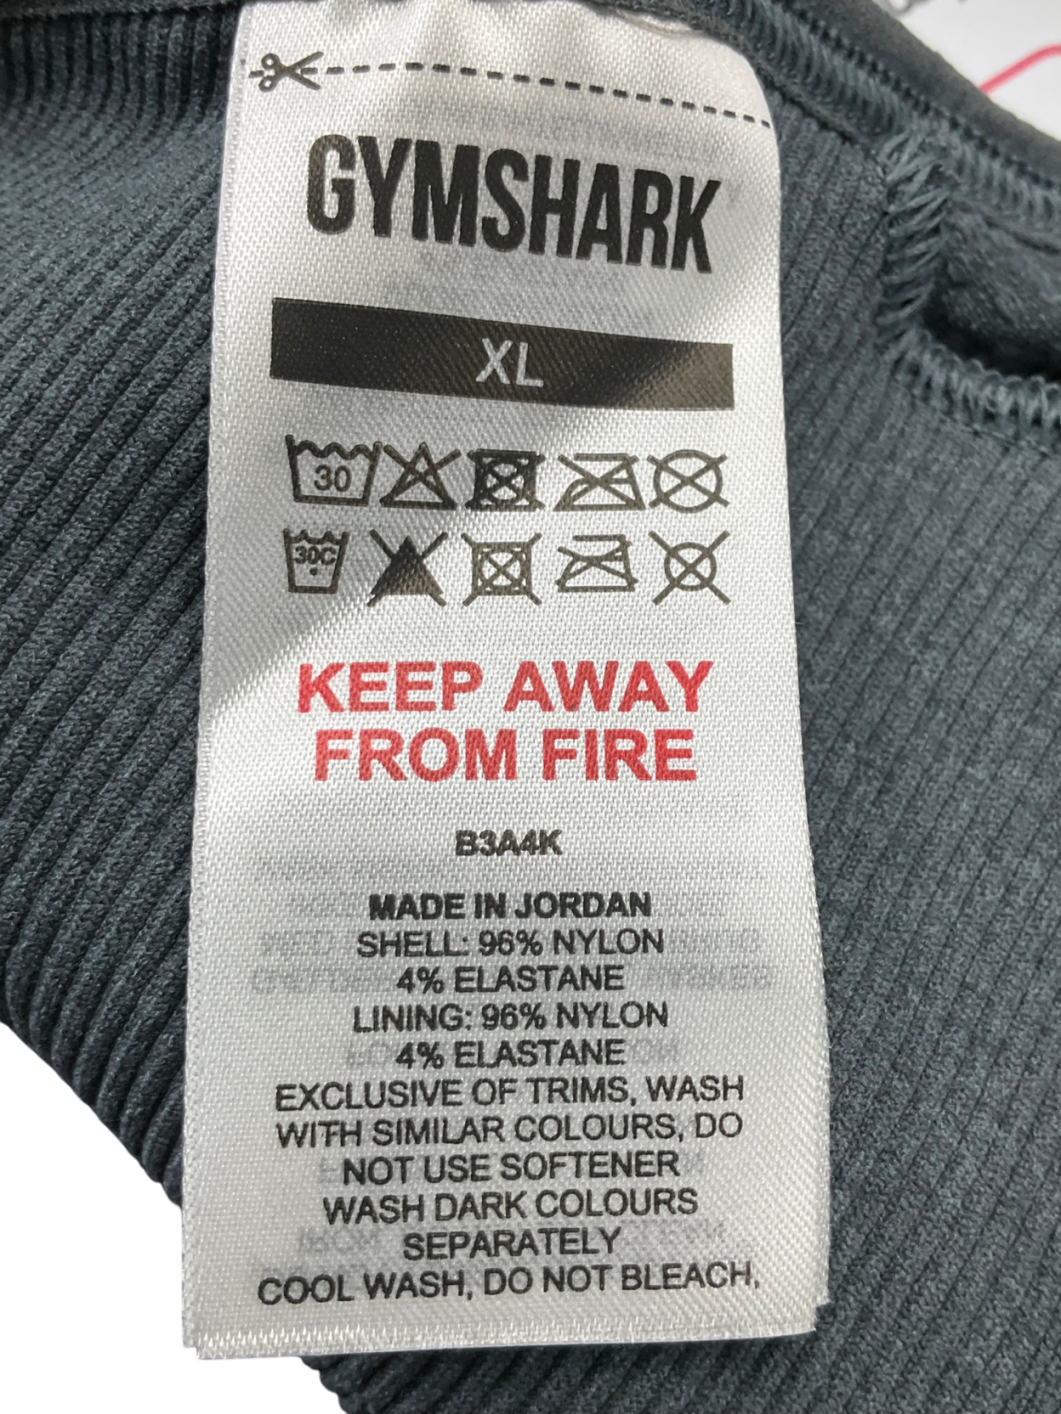 GYMSHARK
XL
30
30C
KEEP AWAY
FROM FIRE
B3A4K
MADE IN JORDAN
SHELL: 96% NYLON
4% ELASTANE
LINING: 96% NYLON
4% ELASTANE
EXCLUSIVE OF TRIMS, WASH
WITH SIMILAR COLOURS, DO
NOT USE SOFTENER
WASH DARK COLOURS
SEPARATELY
COOL WASH, DO NOT BLEACH,